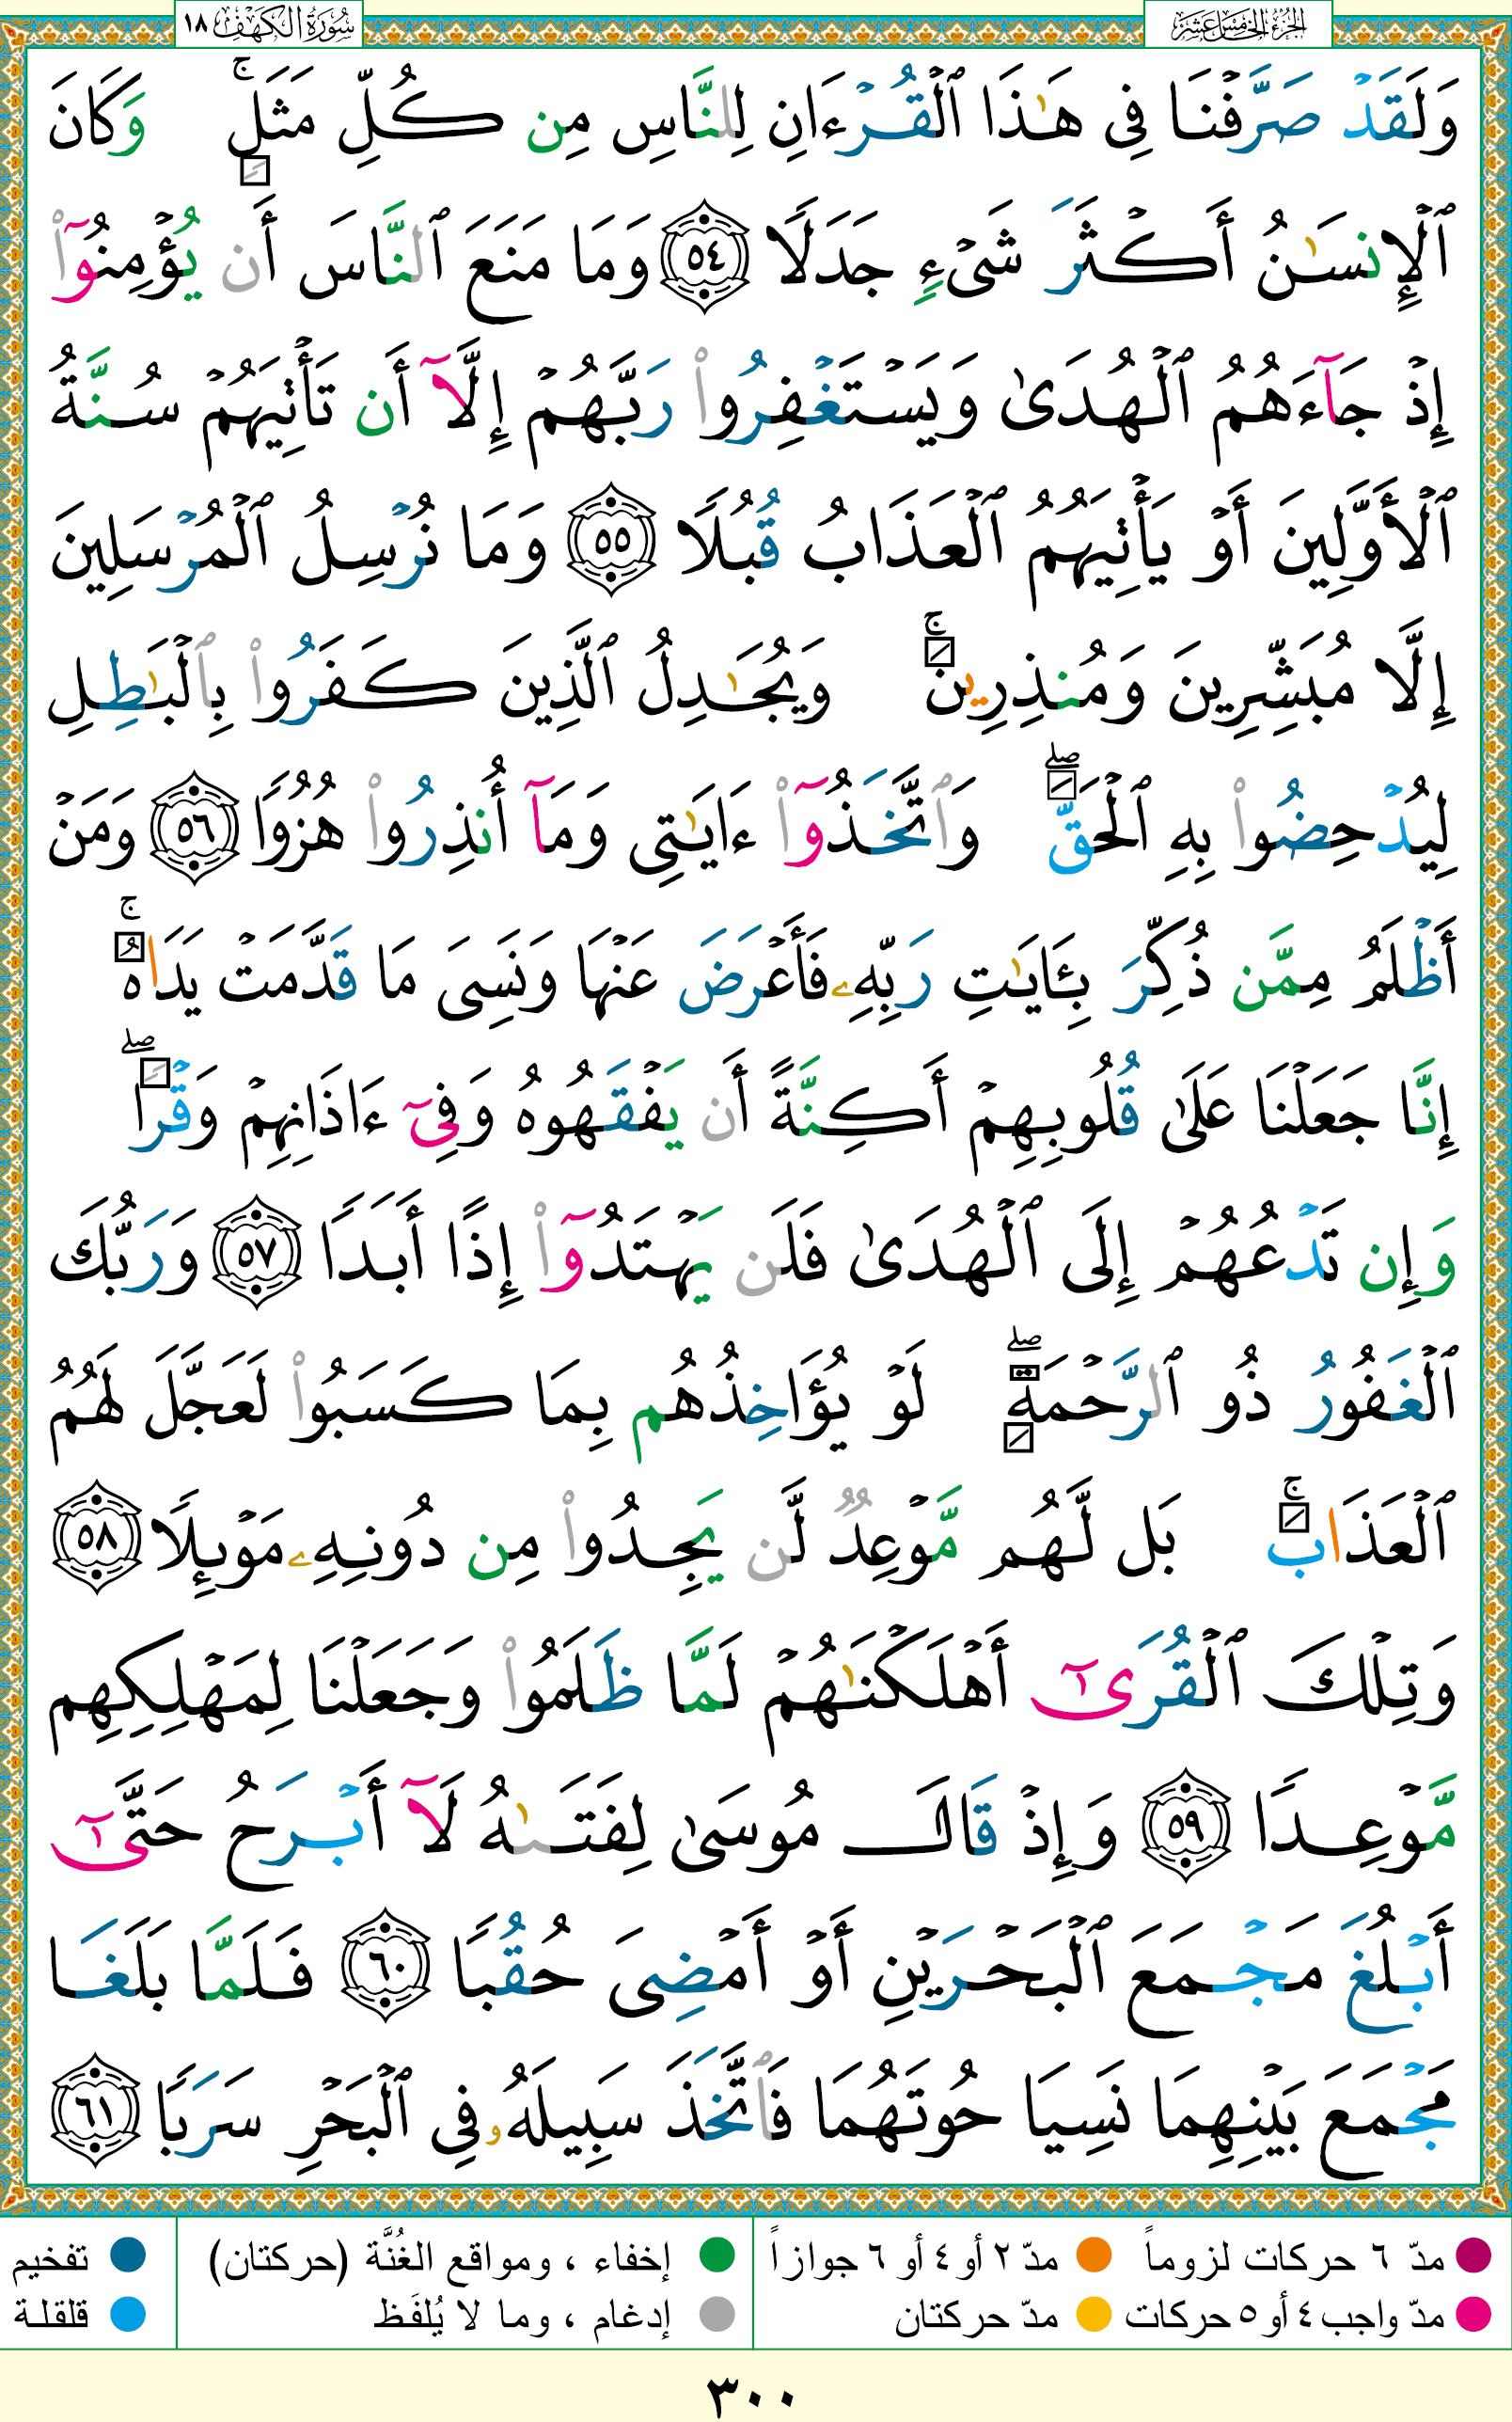 الجزء الخامس عشر
سورة الكهف ١٨
وَلَقَدْ صَرَّفْنَا فِى هَـٰذَا ٱلْقُرْءَانِ لِلنَّاسِ مِن كُلِّ مَثَلٍۚ وَكَانَ
ٱلْإِنسَـٰنُ أَكْثَرَ شَىْءٍ جَدَلًا ٥٤ وَمَا مَنَعَ ٱلنَّاسَ أَن يُؤْمِنُوٓا۟
إِذْ جَآءَهُمُ ٱلْهُدَىٰ وَيَسْتَغْفِرُوا۟ رَبَّهُمْ إِلَّآ أَن تَأْتِيَهُمْ سُنَّةُ
ٱلْأَوَّلِينَ أَوْ يَأْتِيَهُمُ ٱلْعَذَابُ قُبُلًا ٥٥ وَمَا نُرْسِلُ ٱلْمُرْسَلِينَ
إِلَّا مُبَشِّرِينَ وَمُنذِرِينَۚ وَيُجَـٰدِلُ ٱلَّذِينَ كَفَرُوا۟ بِٱلْبَـٰطِلِ
لِيُدْحِضُوا۟ بِهِ ٱلْحَقَّۖ وَٱتَّخَذُوٓا۟ ءَايَـٰتِى وَمَآ أُنذِرُوا۟ هُزُوًا ٥٦ وَمَنْ
أَظْلَمُ مِمَّن ذُكِّرَ بِـَٔايَـٰتِ رَبِّهِۦ فَأَعْرَضَ عَنْهَا وَنَسِىَ مَا قَدَّمَتْ يَدَاهُۚ
إِنَّا جَعَلْنَا عَلَىٰ قُلُوبِهِمْ أَكِنَّةً أَن يَفْقَهُوهُ وَفِىٓ ءَاذَانِهِمْ وَقْرًاۖ
وَإِن تَدْعُهُمْ إِلَى ٱلْهُدَىٰ فَلَن يَهْتَدُوٓا۟ إِذًا أَبَدًا ٥٧ وَرَبُّكَ
ٱلْغَفُورُ ذُو ٱلرَّحْمَةِۖ لَوْ يُؤَاخِذُهُم بِمَا كَسَبُوا۟ لَعَجَّلَ لَهُمُ
ٱلْعَذَابَۚ بَل لَّهُم مَّوْعِدٌ لَّن يَجِدُوا۟ مِن دُونِهِۦ مَوْئِلًا ٥٨
وَتِلْكَ ٱلْقُرَىٰٓ أَهْلَكْنَـٰهُمْ لَمَّا ظَلَمُوا۟ وَجَعَلْنَا لِمَهْلِكِهِم
مَّوْعِدًا ٥٩ وَإِذْ قَالَ مُوسَىٰ لِفَتَىٰهُ لَآ أَبْرَحُ حَتَّىٰٓ
أَبْلُغَ مَجْمَعَ ٱلْبَحْرَيْنِ أَوْ أَمْضِىَ حُقُبًا ٦٠ فَلَمَّا بَلَغَا
مَجْمَعَ بَيْنِهِمَا نَسِيَا حُوتَهُمَا فَٱتَّخَذَ سَبِيلَهُۥ فِى ٱلْبَحْرِ سَرَبًا ٦١
مدّ ٦ حركات لزوماً مدّ ٢ أو ٤ أو ٦ جوازاً إخفاء ، ومواقع الغُنَّة (حركتان) تفخيم
مدّ واجب ٤ أو ٥ حركات مدّ حركتان إدغام ، وما لا يُلفَظ قلقلة
٣٠٠